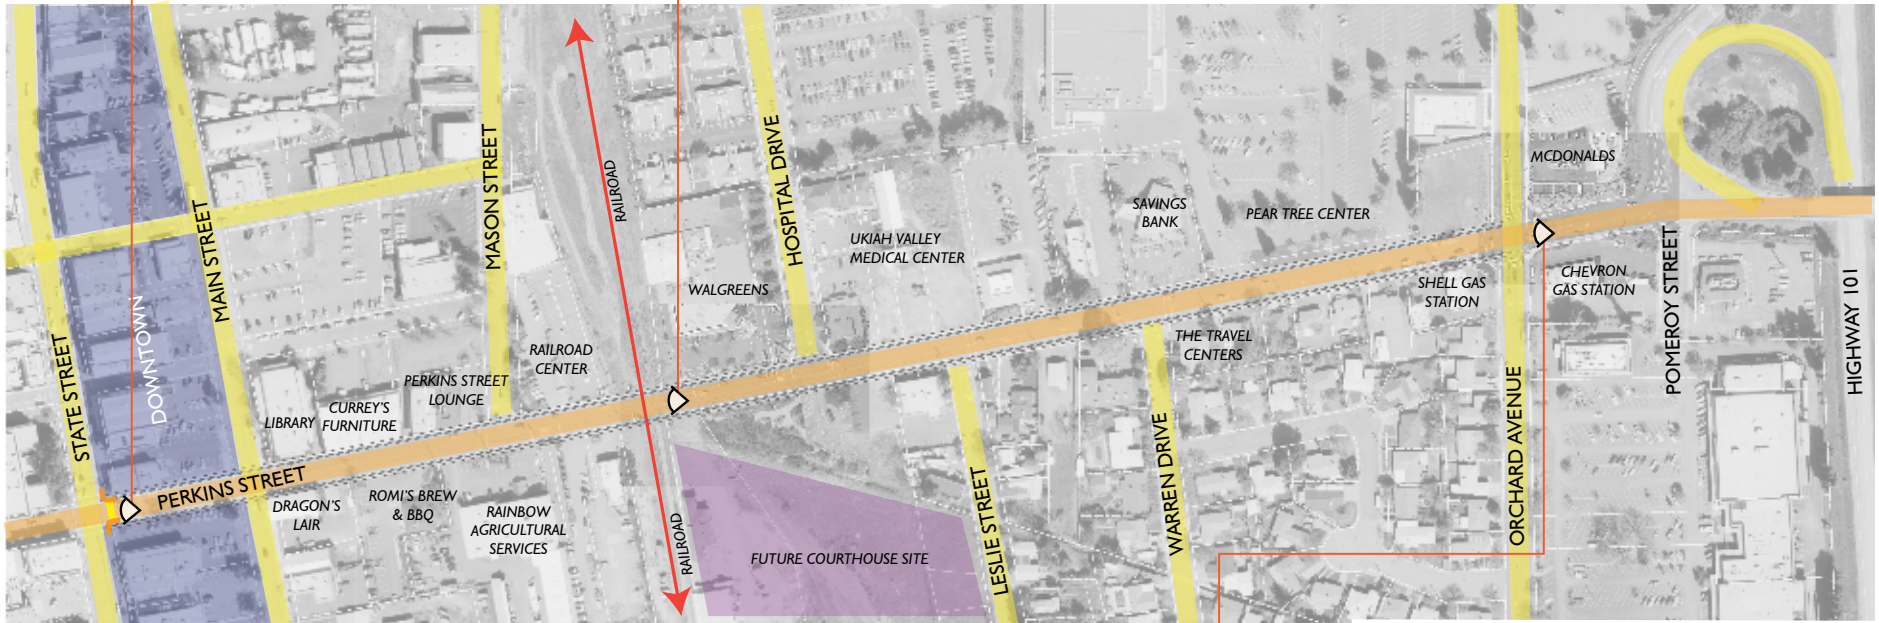 STATE STREET
DOWNTOWN
MAIN STREET
MASON STREET
RAILROAD
HOSPITAL DRIVE
UKIAH VALLEY
MEDICAL CENTER
WALGREENS
SAVINGS
BANK
PEAR TREE CENTER
MCDONALDS
SHELL GAS
STATION
CHEVRON
GAS STATION
POMEROY STREET
HIGHWAY 101
THE TRAVEL
CENTERS
RAILROAD
CENTER
PERKINS STREET
LOUNGE
CURREY'S
FURNITURE
LIBRARY
PERKINS STREET
DRAGON'S
LAIR
ROMI'S BREW
& BBQ
RAINBOW
AGRICULTURAL
SERVICES
RAILROAD
FUTURE COURTHOUSE SITE
LESLIE STREET
WARREN DRIVE
ORCHARD AVENUE